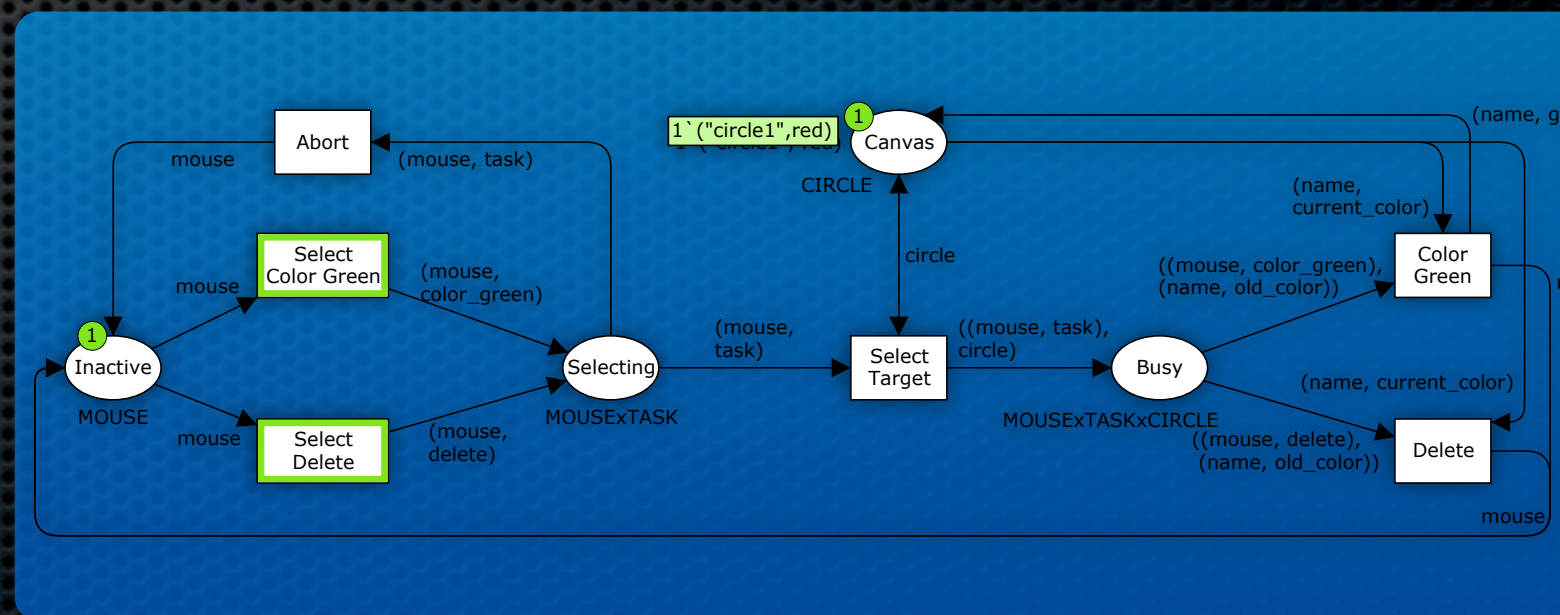 1`("circle1",red)
1
Canvas
(name, g
Abort
mouse
(mouse, task)
CIRCLE
(name,
current_color)
Select
Color Green
mouse
(mouse,
color_green)
circle
((mouse, color_green),
(name, old_color))
Color
Green
1
Inactive
MOUSE
Selecting
MOUSExTASK
(mouse,
task)
Select
Target
((mouse, task),
circle)
Busy
MOUSExTASKxCIRCLE
(name, current_color)
mouse
Select
Delete
(mouse,
delete)
((mouse, delete),
(name, old_color))
Delete
mouse